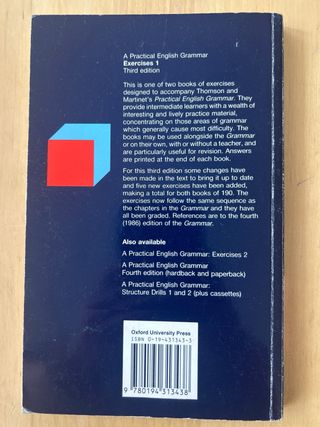 A Practical English Grammar
Exercises 1
Third edition
This is one of two books of exercises
designed to accompany Thomson and
Martinet's Practical English Grammar. They
provide intermediate learners with a wealth of
interesting and lively practice material,
concentrating on those areas of grammar
which generally cause most difficulty. The
books may be used alongside the Grammar
or on their own, with or without a teacher, and
are particularly useful for revision. Answers
are printed at the end of each book.
For this third edition some changes have
been made in the text to bring it up to date and
five new exercises have been added,
making a total for both books of 190. The
exercises now follow the same sequence as
the chapters in the Grammar and they have
all been graded. References are to the fourth
(1986) edition of the Grammar.
Also available
A Practical English Grammar: Exercises 2
A Practical English Grammar
Fourth edition (hardback and paperback)
A Practical English Grammar:
Structure Drills 1 and 2 (plus cassettes)
Oxford University Press
ISBN 0-19-431343-5
9 780194 313438